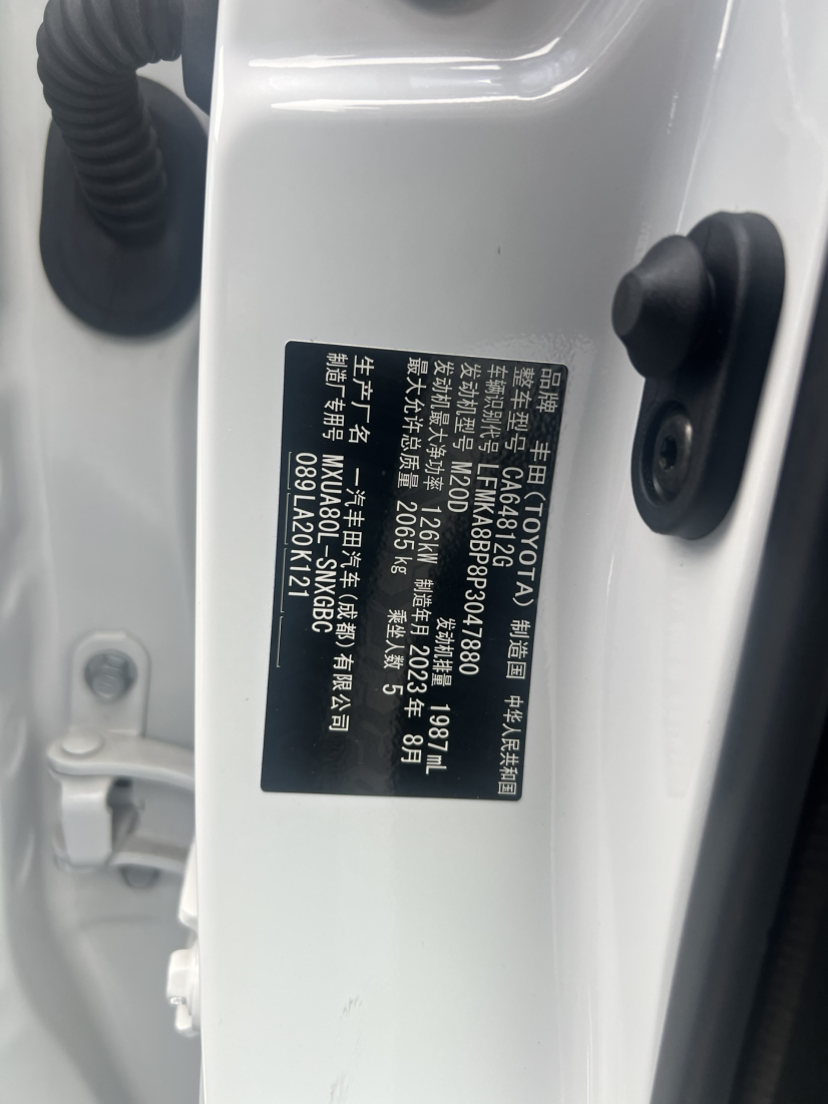 品牌 丰田(TOYOTA) 制造国 中华人民共和国
整车型号 CA64812G
车辆识别代号 LFMKA8BP8P3047880
发动机型号 M20D 发动机排量 1987mL
发动机最大净功率 126kW 制造年月 2023年 8月
最大允许总质量 2065kg 乘坐人数 5
生产厂名 一汽丰田汽车(成都)有限公司
制造厂专用号 MXUA80L-SNXGBC
089LA20K121